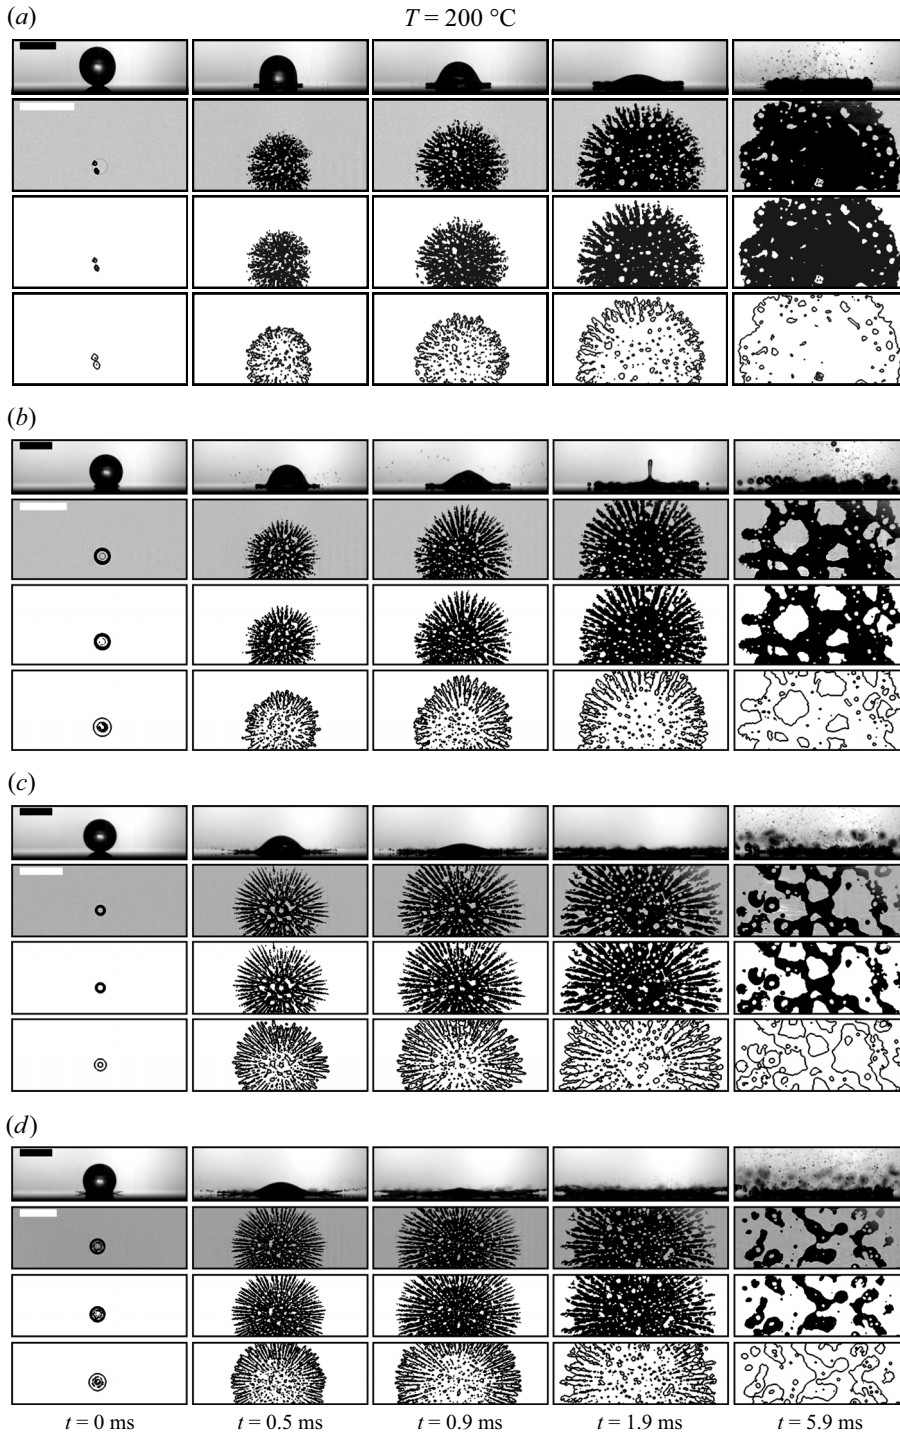 (a)
T = 200 °C
(b)
(c)
(d)
t = 0 ms
t = 0.5 ms
t = 0.9 ms
t = 1.9 ms
t = 5.9 ms